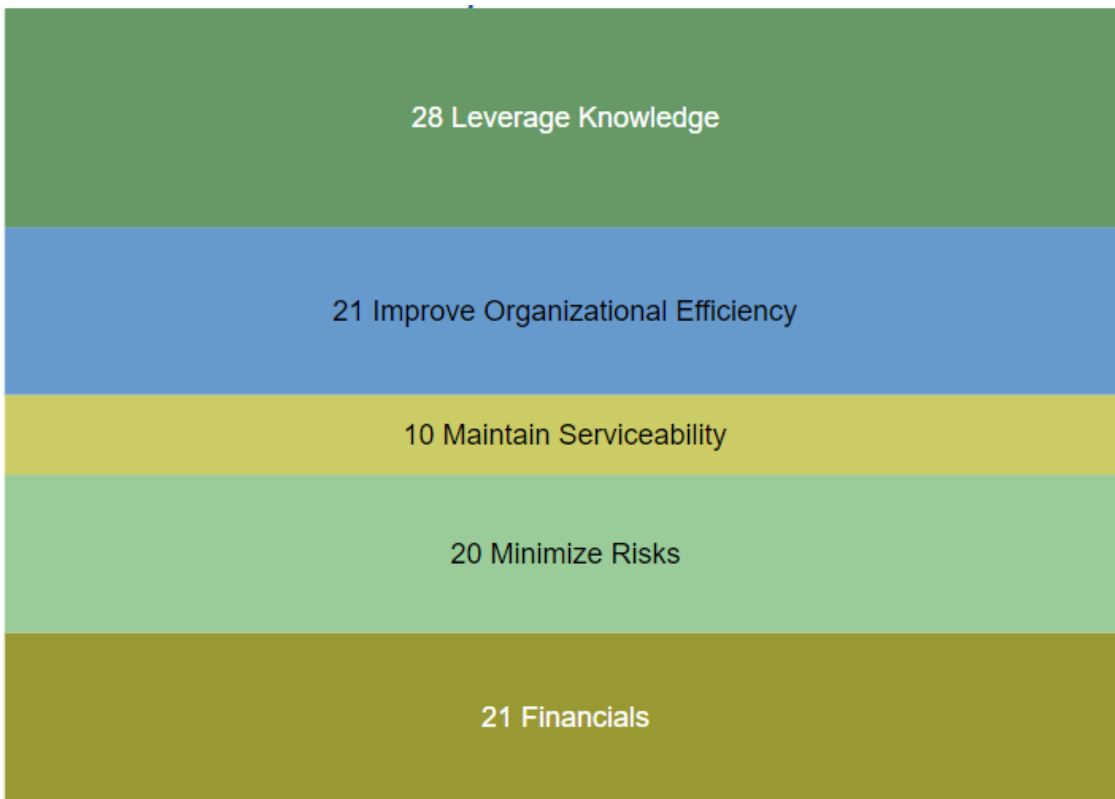 28 Leverage Knowledge
21 Improve Organizational Efficiency
10 Maintain Serviceability
20 Minimize Risks
21 Financials